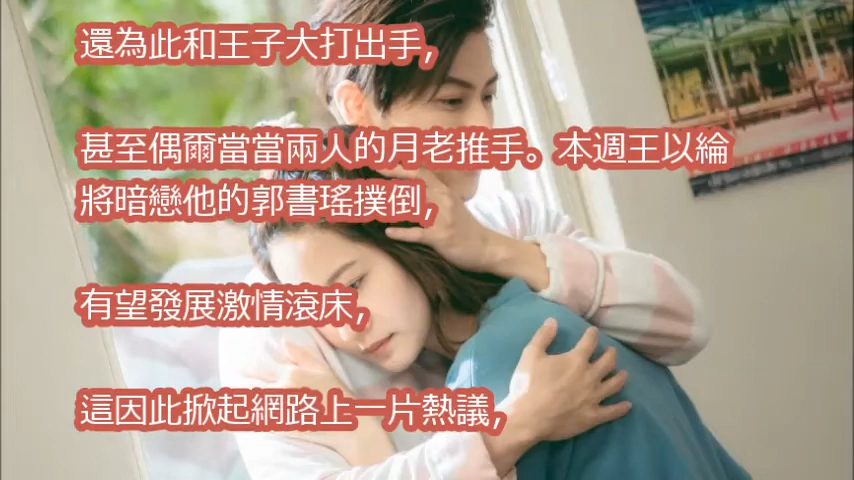 還為此和王子大打出手，
甚至偶爾當當兩人的月老推手。本週王以綸
將暗戀他的郭書瑤撲倒，
有望發展激情滾床，
這因此掀起網路上一片熱議，